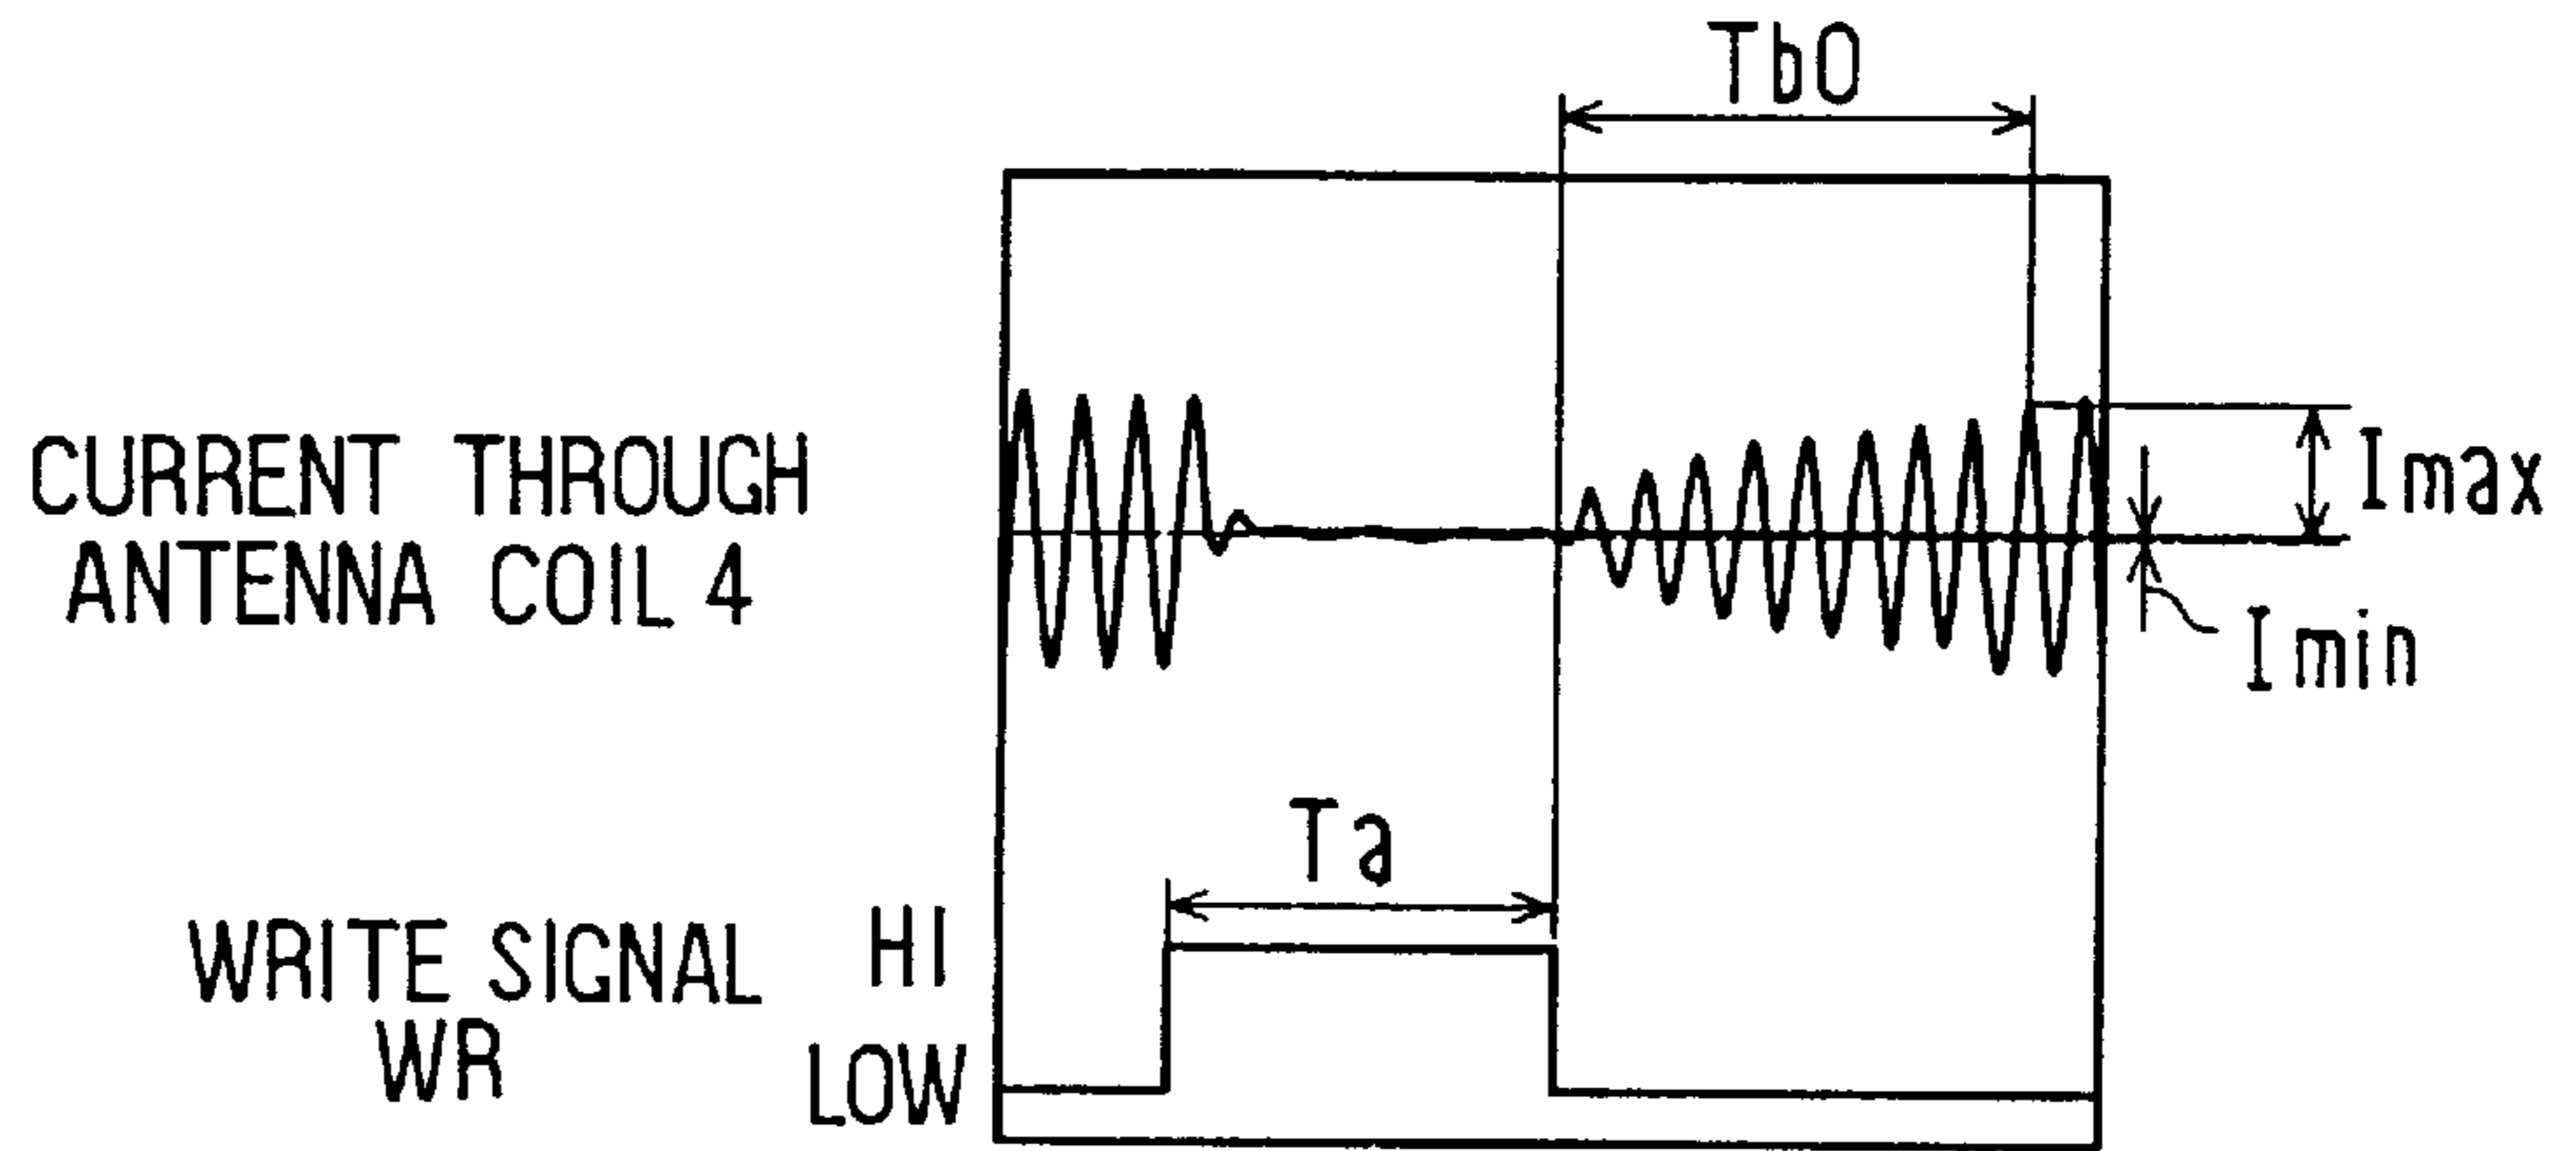 Tb0
CURRENT THROUGH
ANTENNA COIL 4
Imax
Imin
Ta
WRITE SIGNAL
WR
HI
LOW